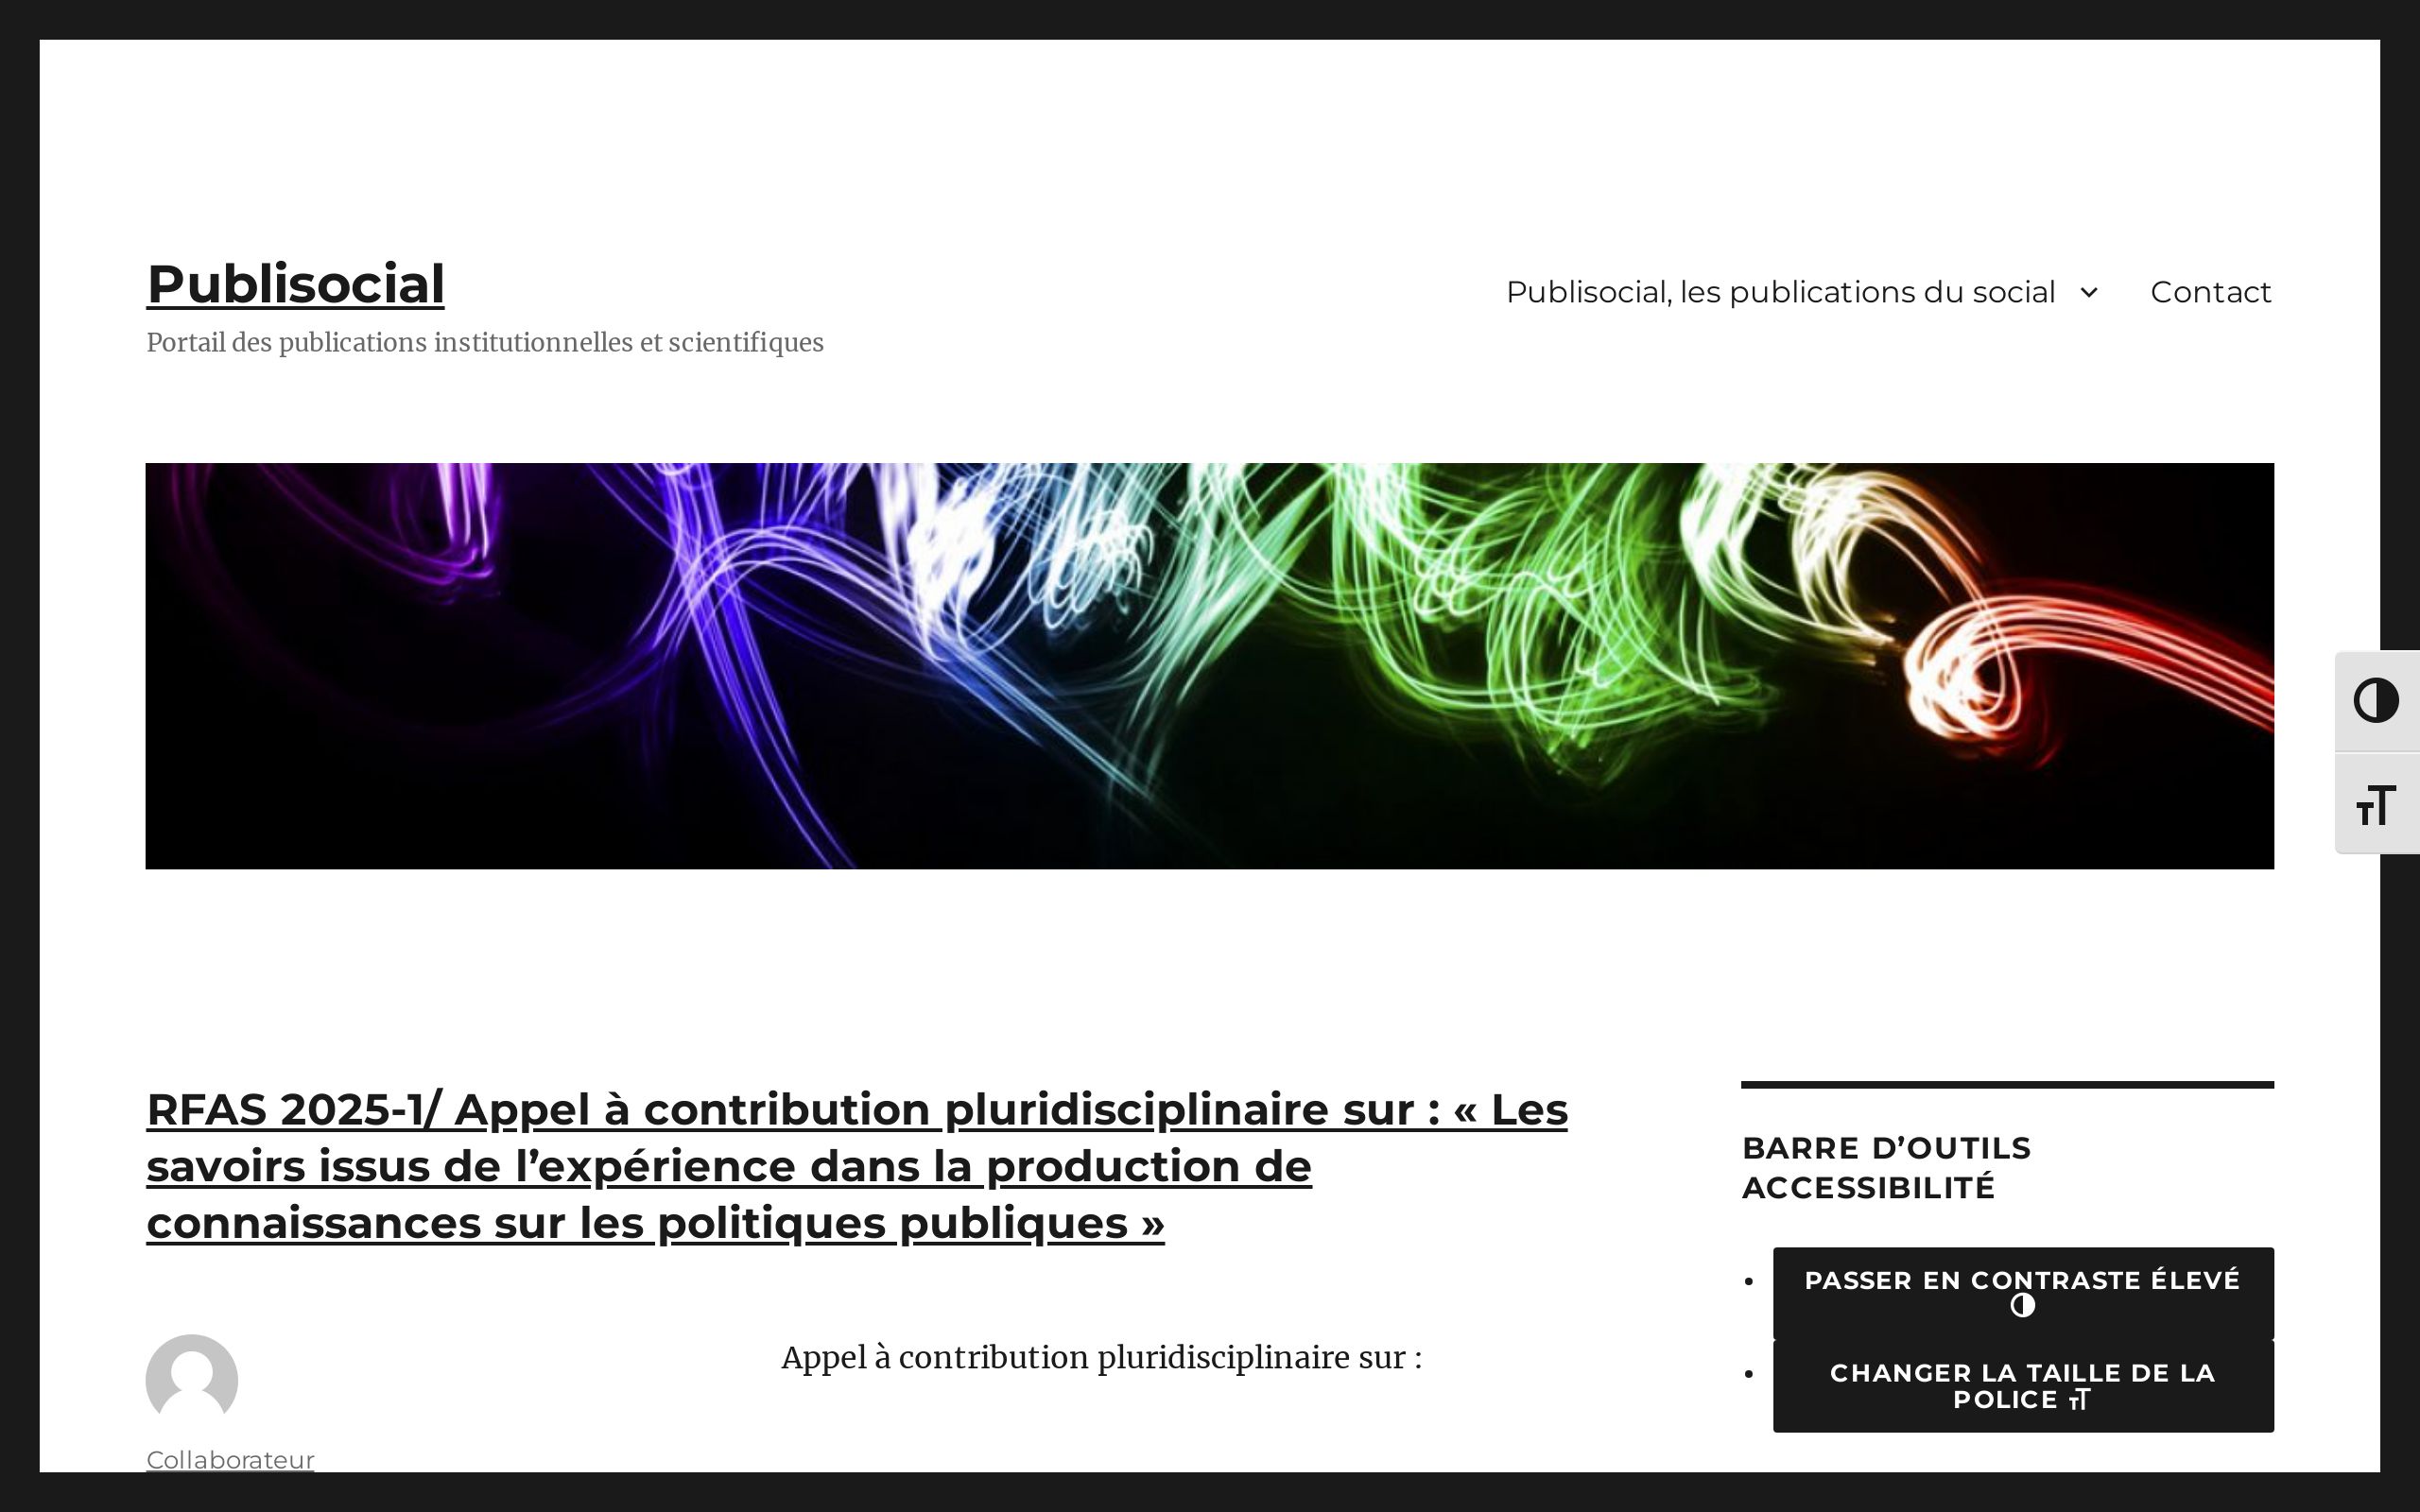 Publisocial
Portail des publications institutionnelles et scientifiques
Publisocial, les publications du social
Contact
RFAS 2025-1/ Appel à contribution pluridisciplinaire sur : « Les
savoirs issus de l’expérience dans la production de
connaissances sur les politiques publiques »
Collaborateur
Appel à contribution pluridisciplinaire sur :
BARRE D’OUTILS
ACCESSIBILITÉ
PASSER EN CONTRASTE ÉLEVÉ
CHANGER LA TAILLE DE LA
POLICE